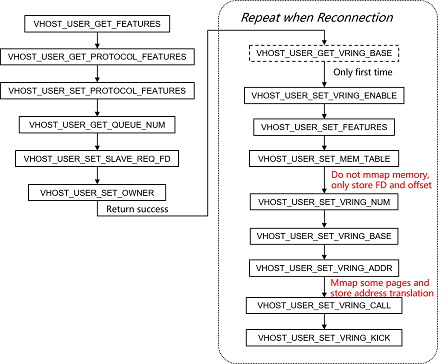 VHOST_USER_GET_FEATURES
VHOST_USER_GET_PROTOCOL_FEATURES
VHOST_USER_SET_PROTOCOL_FEATURES
VHOST_USER_GET_QUEUE_NUM
VHOST_USER_SET_SLAVE_REQ_FD
VHOST_USER_SET_OWNER
Return success
Repeat when Reconnection
VHOST_USER_GET_VRING_BASE
Only first time
VHOST_USER_SET_VRING_ENABLE
VHOST_USER_SET_FEATURES
VHOST_USER_SET_MEM_TABLE
Do not mmap memory,
only store FD and offset
VHOST_USER_SET_VRING_NUM
VHOST_USER_SET_VRING_BASE
VHOST_USER_SET_VRING_ADDR
Mmap some pages and
store address translation
VHOST_USER_SET_VRING_CALL
VHOST_USER_SET_VRING_KICK